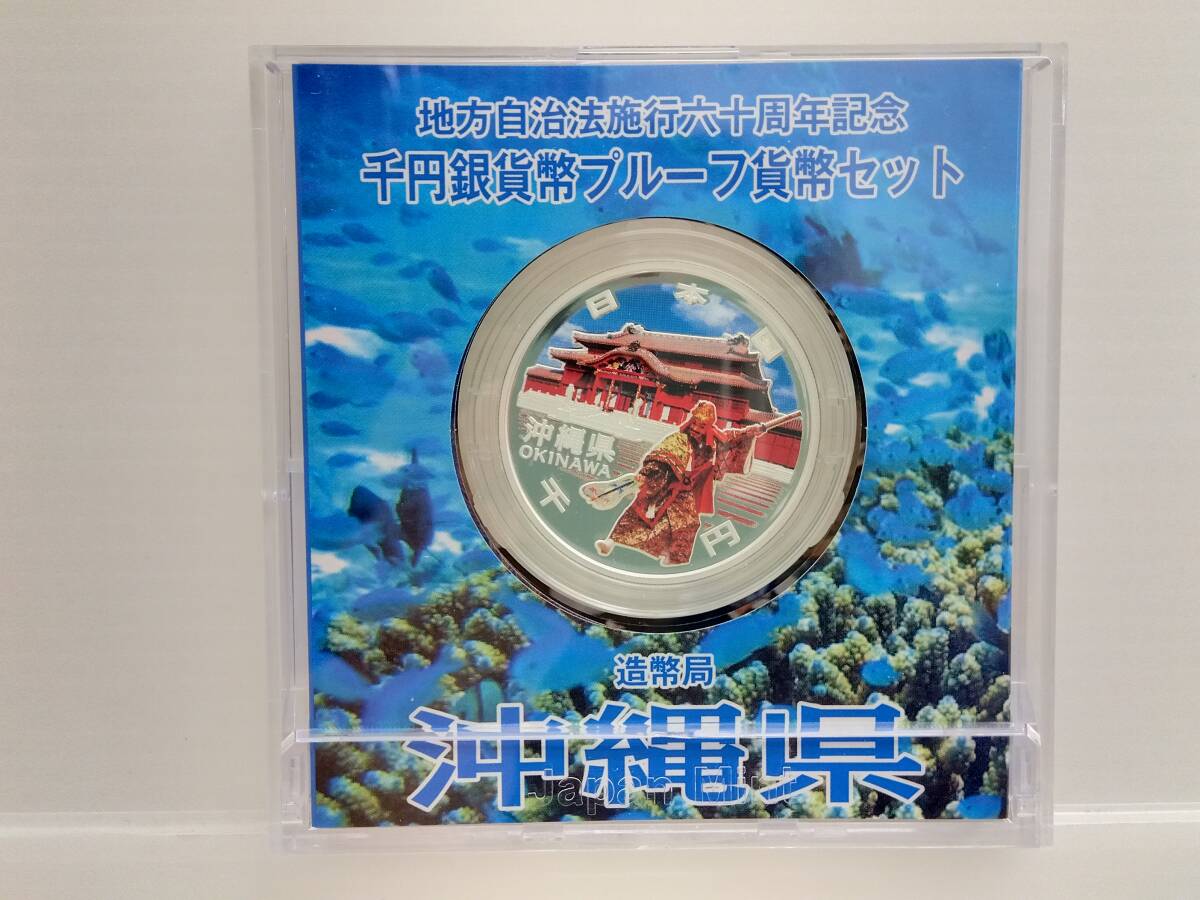 地方自治法施行六十周年記念
千円銀貨幣プルーフ貨幣セット
日本国
沖縄県
OKINAWA
千円
造幣局
沖縄県
Japan Mint